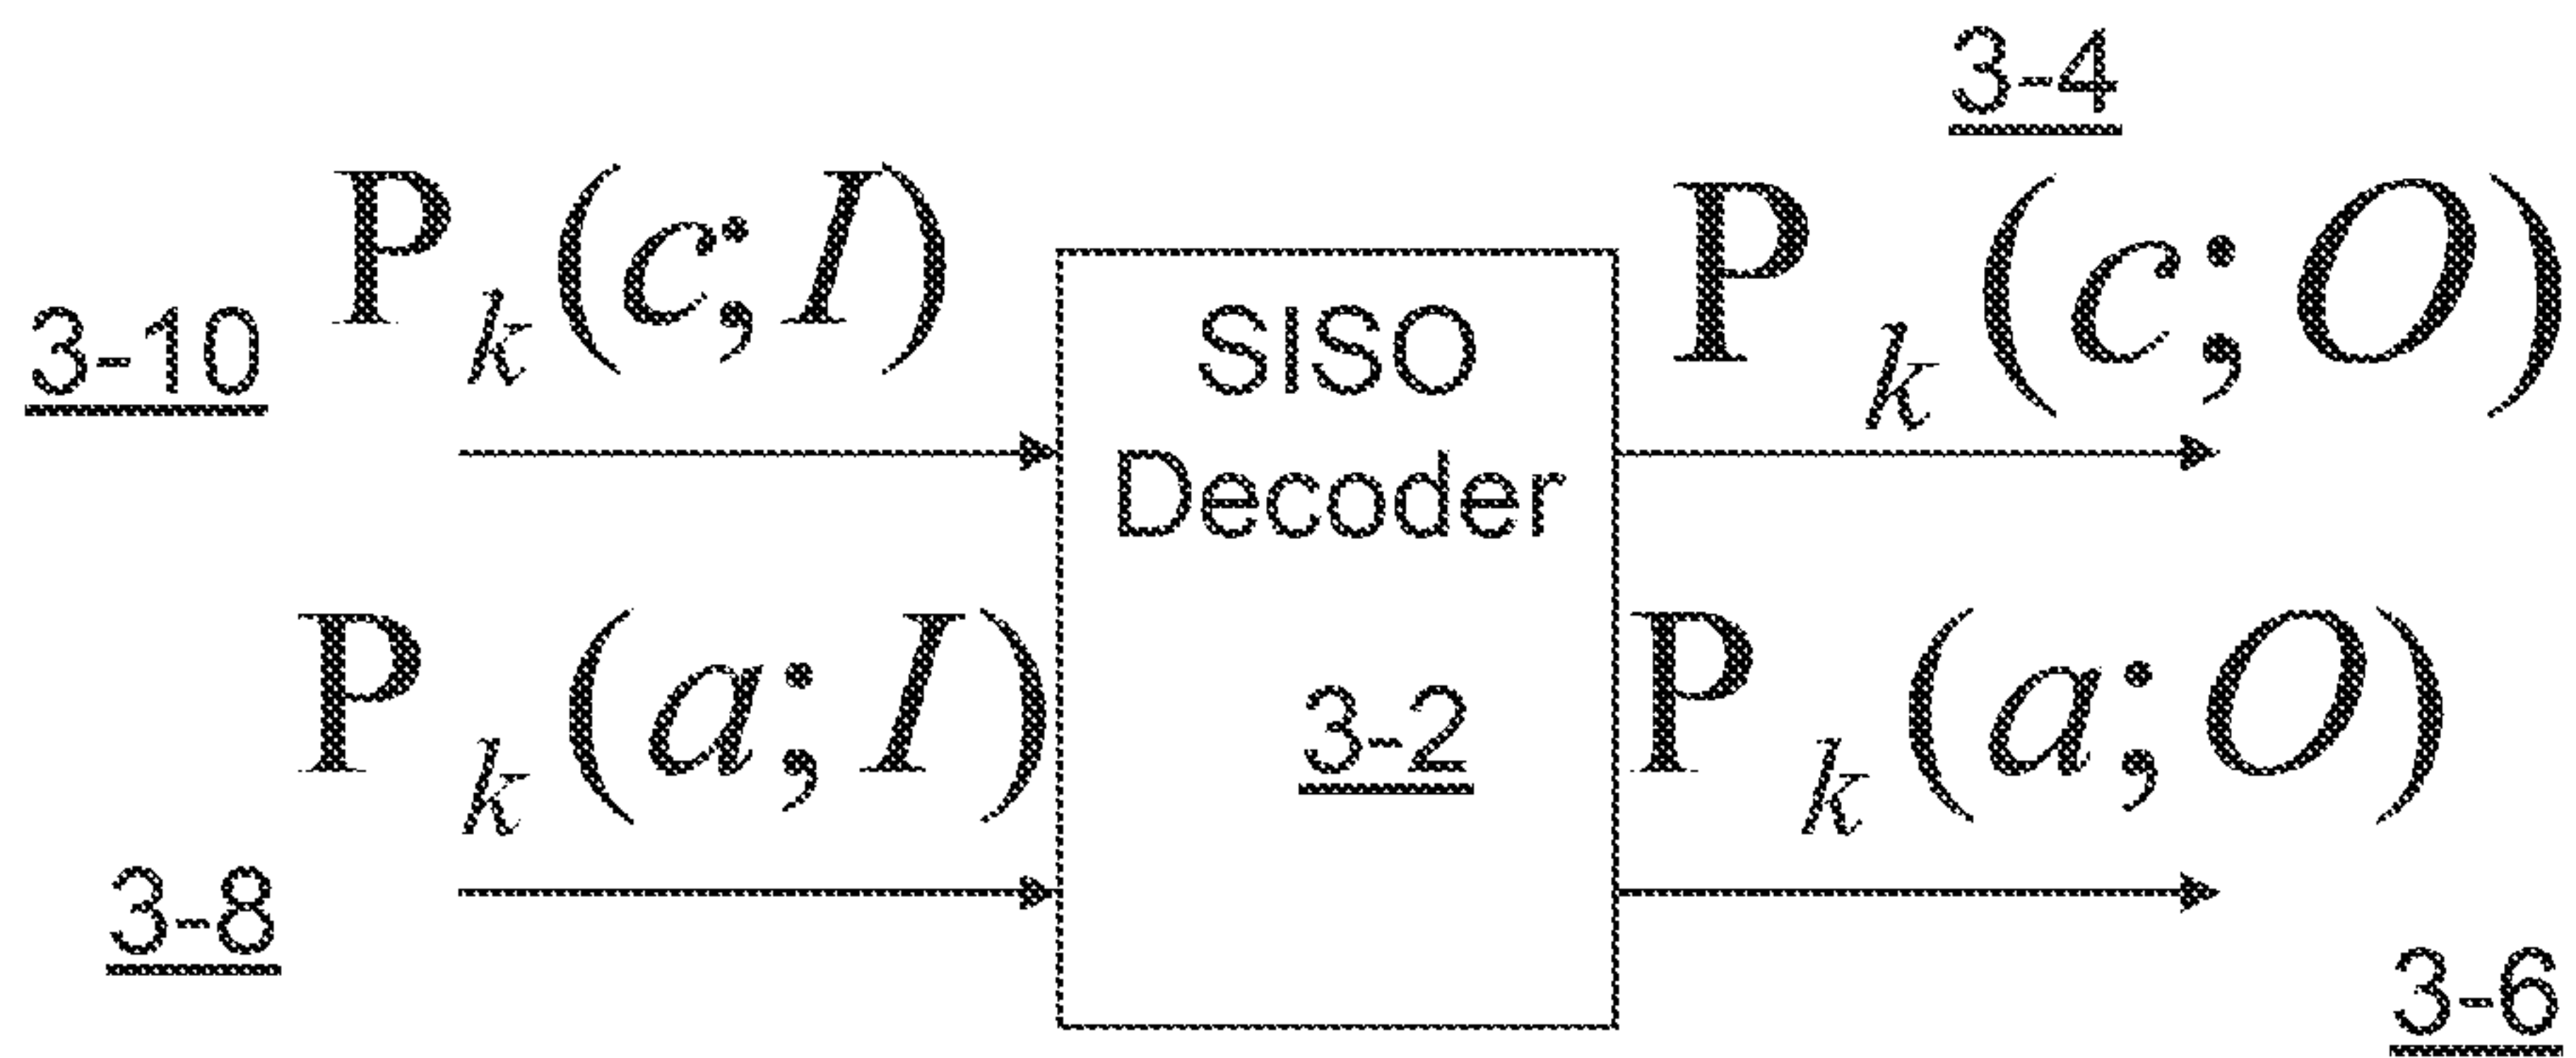 3-4
P_k(c;I)
P_k(c;O)
3-10
SISO
Decoder
P_k(a;I)
3-2
P_k(a;O)
3-8
3-6